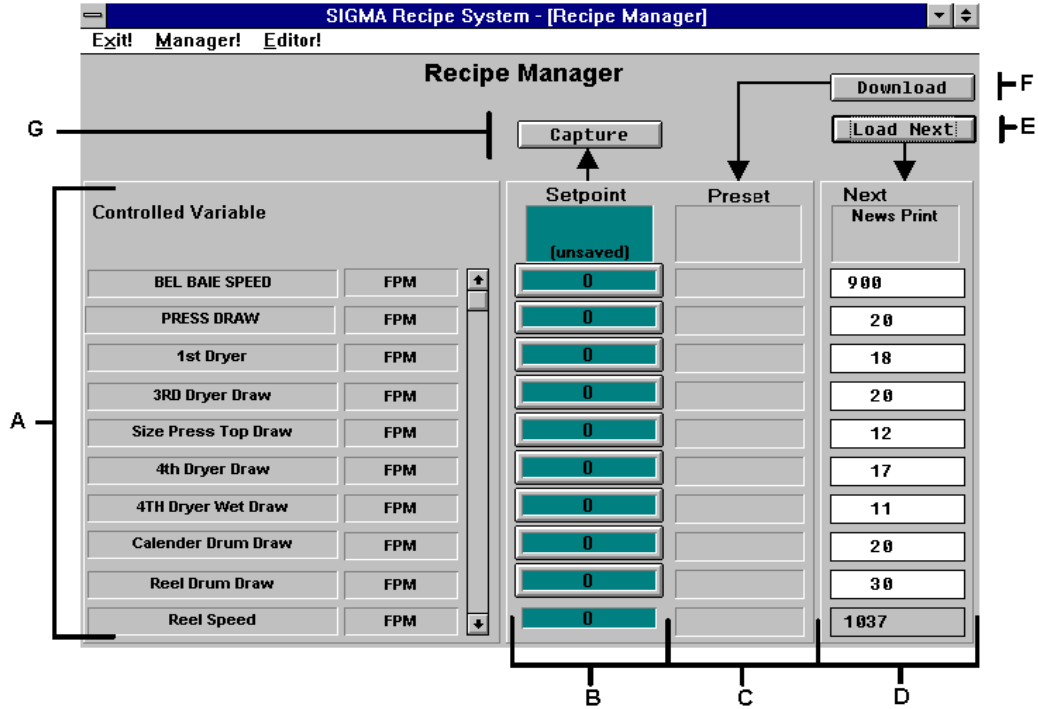 SIGMA Recipe System - [Recipe Manager]
Exit! Manager! Editor!
Recipe Manager
Download
F
G
Capture
Load Next
E
Controlled Variable
Setpoint
Preset
Next
News Print
(unsaved)
BEL BAIE SPEED FPM 0 900
PRESS DRAW FPM 0 20
1st Dryer FPM 0 18
3RD Dryer Draw FPM 0 20
A
Size Press Top Draw FPM 0 12
4th Dryer Draw FPM 0 17
4TH Dryer Wet Draw FPM 0 11
Calender Drum Draw FPM 0 20
Reel Drum Draw FPM 0 30
Reel Speed FPM 0 1037
B C D